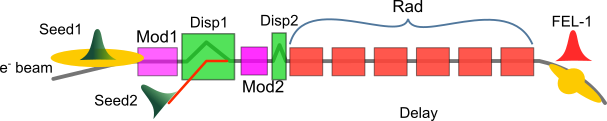 Seed1
Mod1
Disp1
Disp2
Rad
FEL-1
e- beam
Seed2
Mod2
Delay